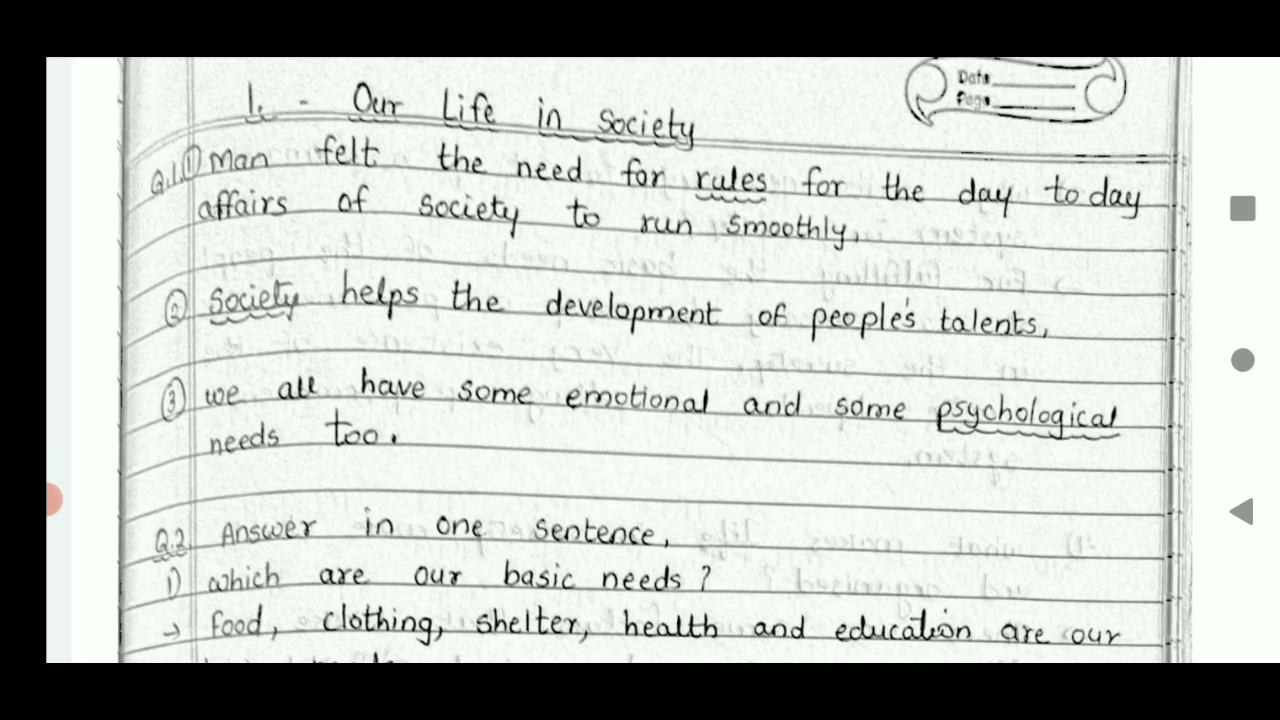 Date
Page
1. - Our Life in Society
Q.1.① Man felt the need for rules for the day to day
affairs of society to run smoothly.
② Society helps the development of people's talents,
③ we all have some emotional and some psychological
needs too.
Q.2 Answer in one sentence,
1) which are our basic needs?
→ food, clothing, shelter, health and education are our